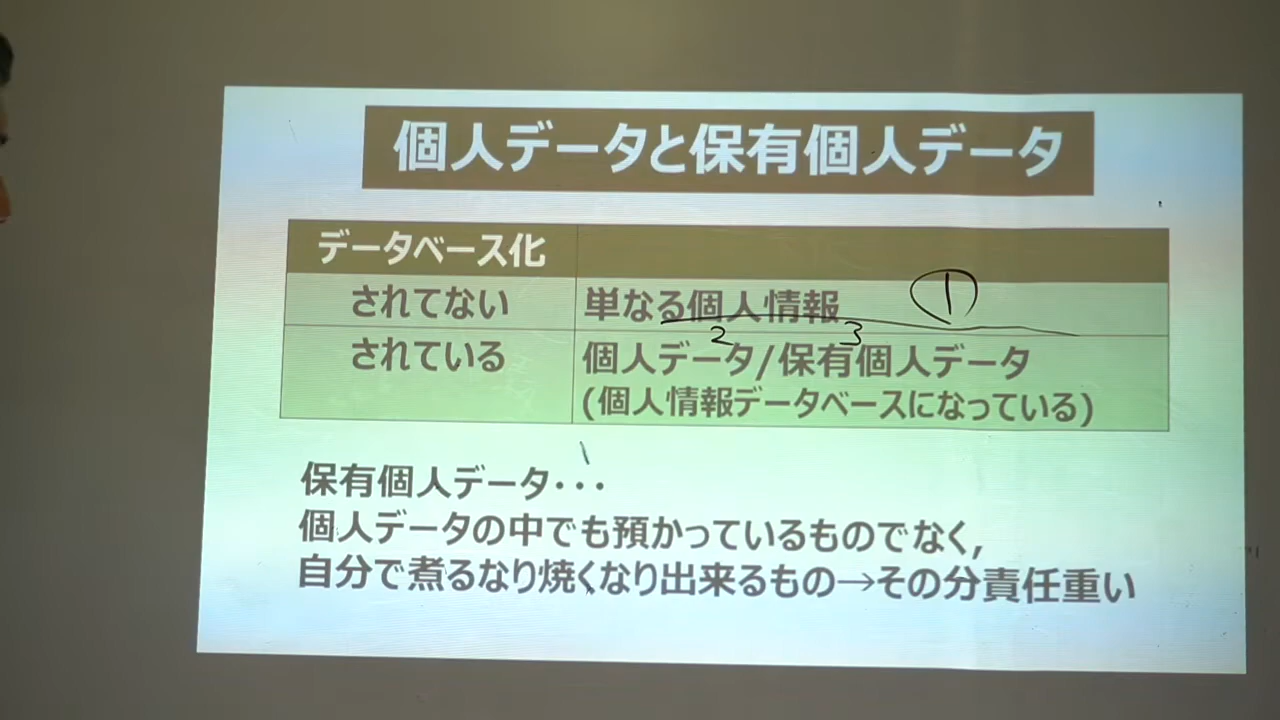 個人データと保有個人データ
データベース化
されてない 単なる個人情報 ①
2 3
されている 個人データ/保有個人データ
(個人情報データベースになっている)
保有個人データ・・・
個人データの中でも預かっているものでなく,
自分で煮るなり焼くなり出来るもの→その分責任重い